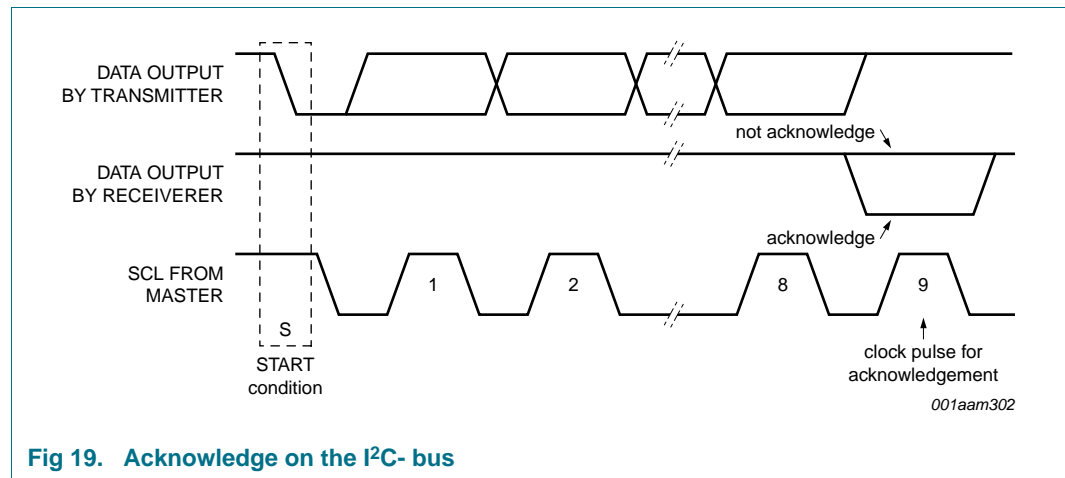 DATA OUTPUT
BY TRANSMITTER
not acknowledge
DATA OUTPUT
BY RECEIVERER
acknowledge
SCL FROM
MASTER
1
2
8
9
S
START
condition
clock pulse for
acknowledgement
001aam302
Fig 19. Acknowledge on the I²C- bus